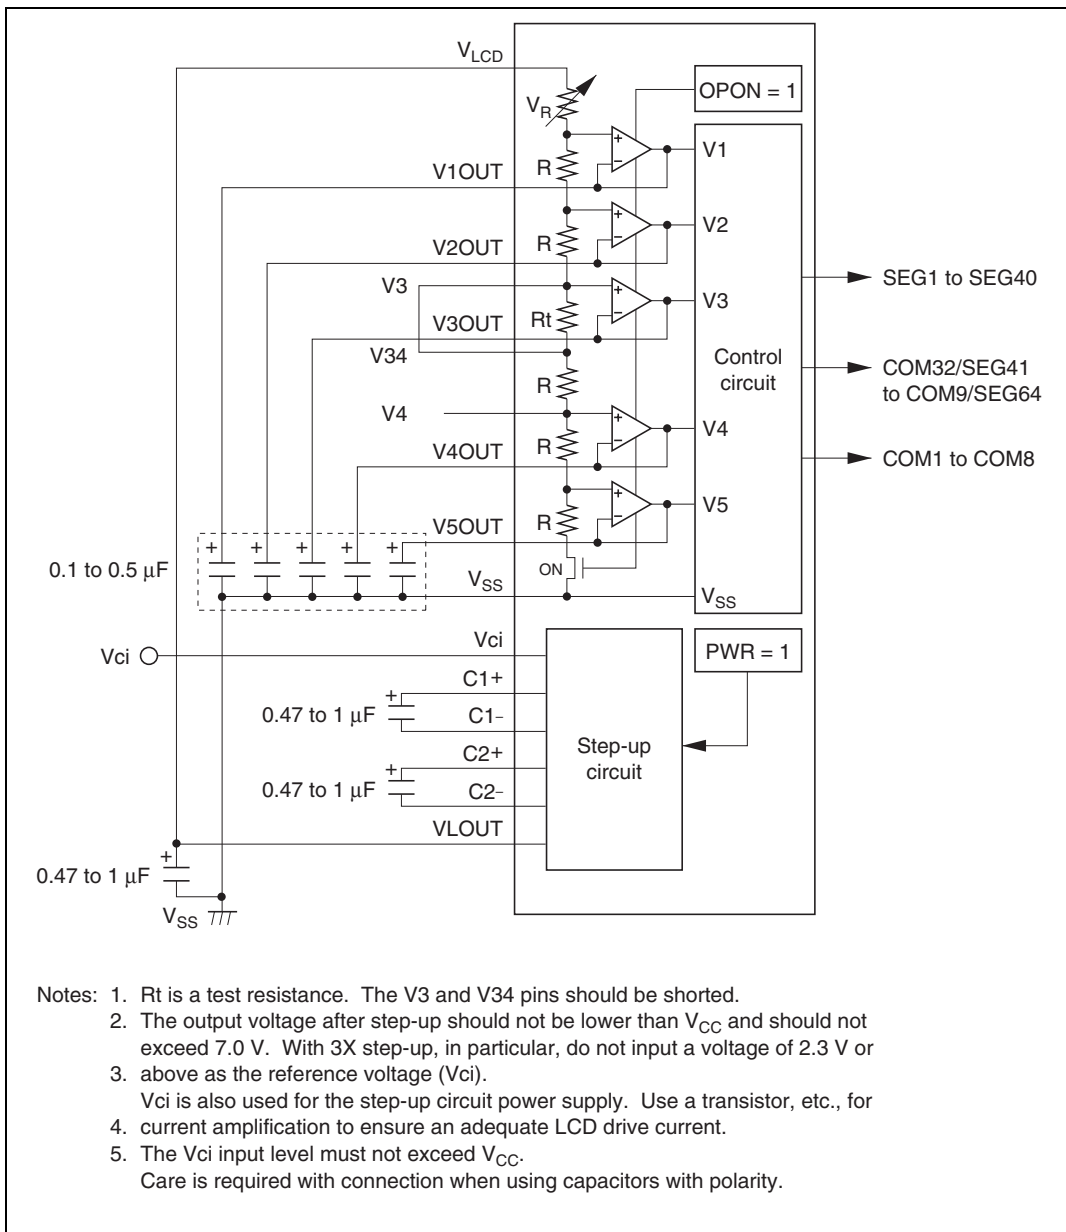 VLCD
OPON = 1
VR
+
−
V1
R
V1OUT
+
−
V2
R
V2OUT
V3
+
−
V3
SEG1 to SEG40
V3OUT
Rt
V34
Control
circuit
COM32/SEG41
to COM9/SEG64
R
V4
+
−
V4
R
V4OUT
COM1 to COM8
+
−
V5
R
V5OUT
+ + + + +
0.1 to 0.5 µF
ON
VSS
VSS
Vci
Vci
PWR = 1
C1+
+
0.47 to 1 µF
C1−
Step-up
circuit
C2+
+
0.47 to 1 µF
C2−
VLOUT
+
0.47 to 1 µF
VSS
Notes: 1. Rt is a test resistance. The V3 and V34 pins should be shorted.
2. The output voltage after step-up should not be lower than VCC and should not
exceed 7.0 V. With 3X step-up, in particular, do not input a voltage of 2.3 V or
3. above as the reference voltage (Vci).
Vci is also used for the step-up circuit power supply. Use a transistor, etc., for
4. current amplification to ensure an adequate LCD drive current.
5. The Vci input level must not exceed VCC.
Care is required with connection when using capacitors with polarity.